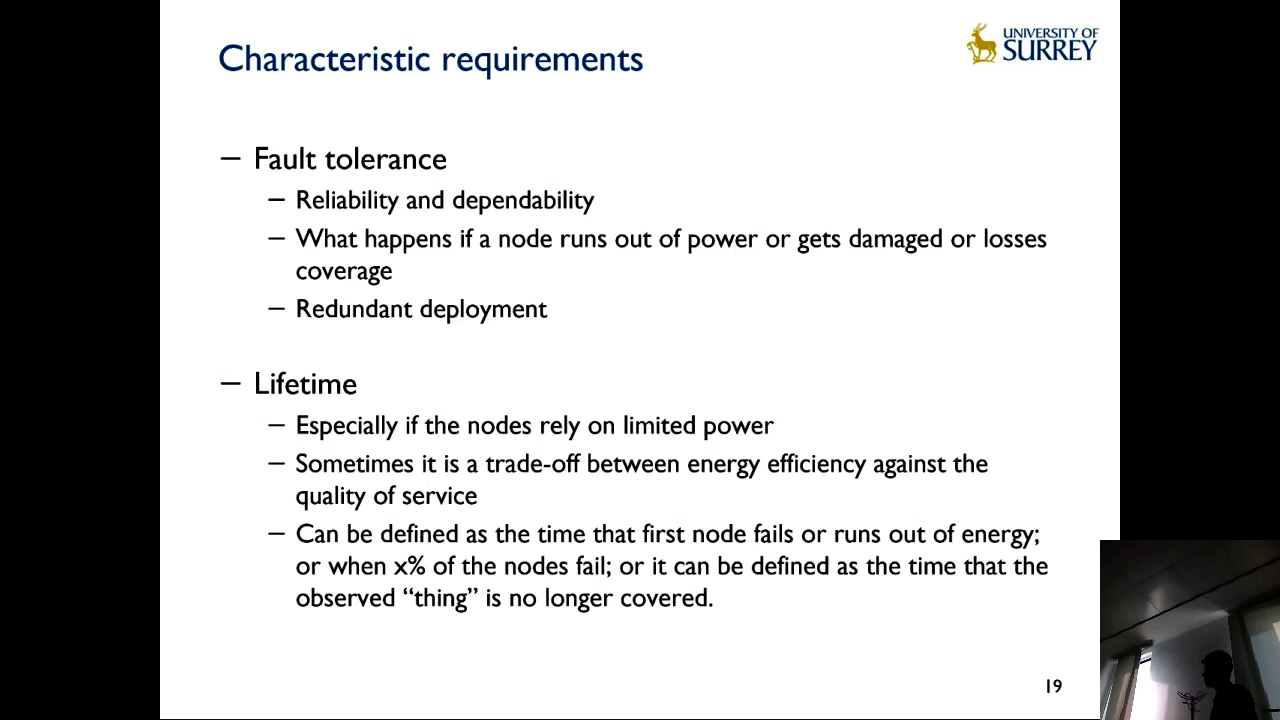 Characteristic requirements
UNIVERSITY OF
SURREY
– Fault tolerance
– Reliability and dependability
– What happens if a node runs out of power or gets damaged or losses
coverage
– Redundant deployment
– Lifetime
– Especially if the nodes rely on limited power
– Sometimes it is a trade-off between energy efficiency against the
quality of service
– Can be defined as the time that first node fails or runs out of energy;
or when x% of the nodes fail; or it can be defined as the time that the
observed “thing” is no longer covered.
19